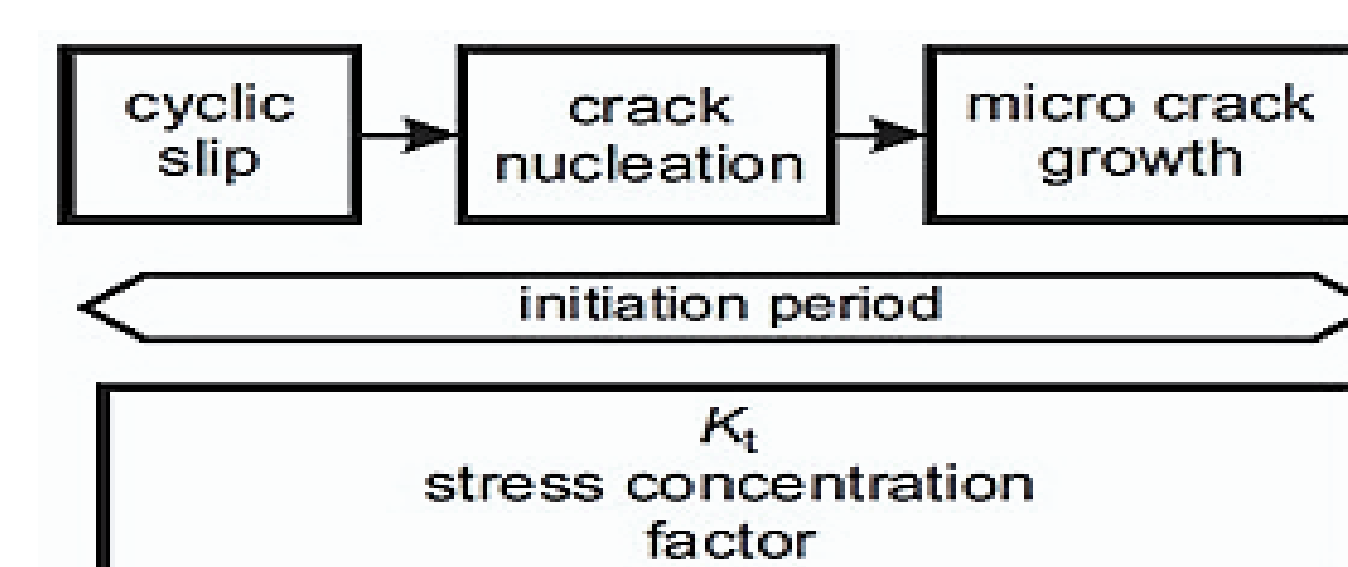 cyclic
slip
crack
nucleation
micro crack
growth
initiation period
Kt
stress concentration
factor